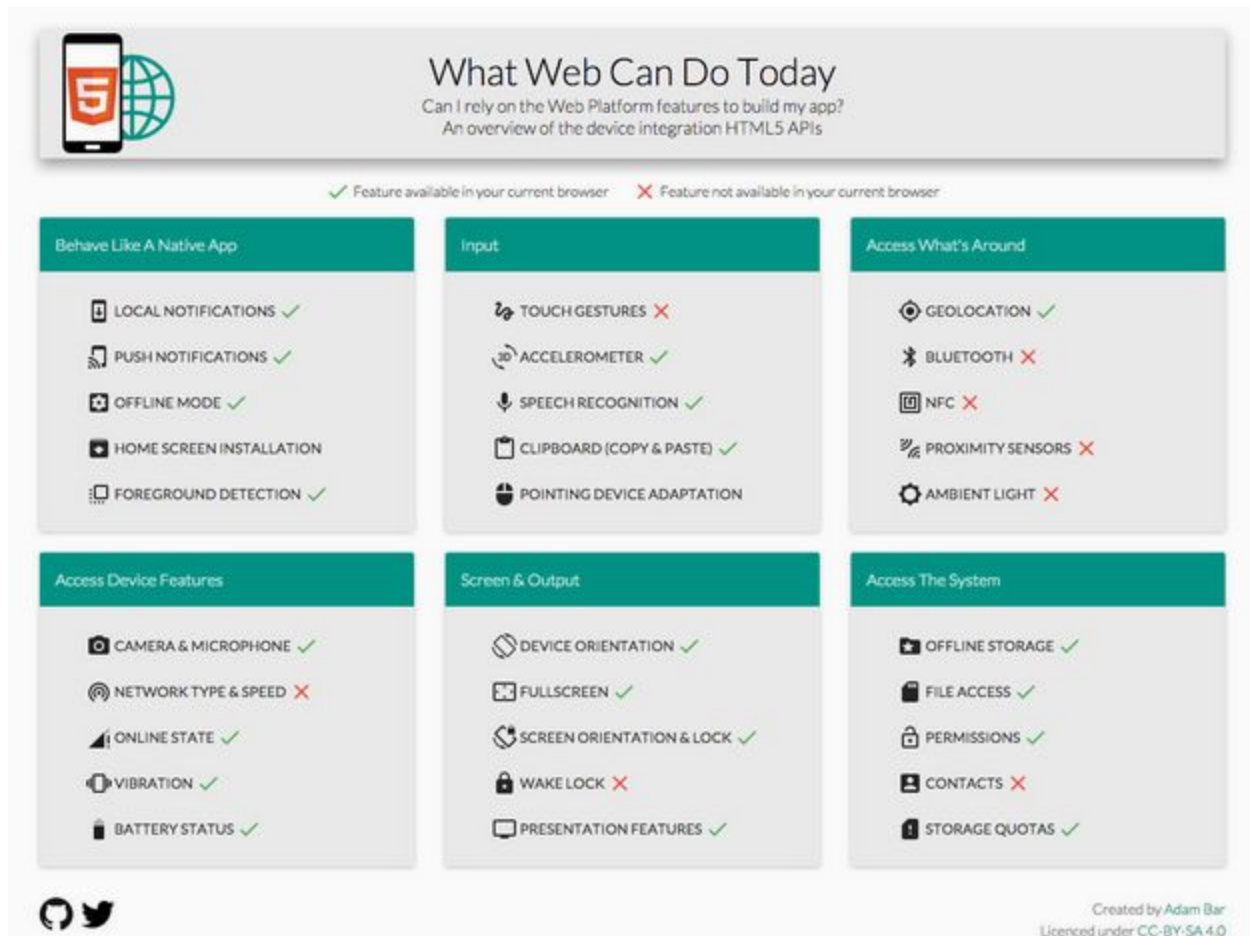 What Web Can Do Today
Can I rely on the Web Platform features to build my app?
An overview of the device integration HTML5 APIs
Feature available in your current browser
Feature not available in your current browser
Behave Like A Native App
LOCAL NOTIFICATIONS
PUSH NOTIFICATIONS
OFFLINE MODE
HOME SCREEN INSTALLATION
FOREGROUND DETECTION
Input
TOUCH GESTURES
ACCELEROMETER
SPEECH RECOGNITION
CLIPBOARD (COPY & PASTE)
POINTING DEVICE ADAPTATION
Access What's Around
GEOLOCATION
BLUETOOTH
NFC
PROXIMITY SENSORS
AMBIENT LIGHT
Access Device Features
CAMERA & MICROPHONE
NETWORK TYPE & SPEED
ONLINE STATE
VIBRATION
BATTERY STATUS
Screen & Output
DEVICE ORIENTATION
FULLSCREEN
SCREEN ORIENTATION & LOCK
WAKE LOCK
PRESENTATION FEATURES
Access The System
OFFLINE STORAGE
FILE ACCESS
PERMISSIONS
CONTACTS
STORAGE QUOTAS
Created by Adam Bar
Licenced under CC-BY-SA 4.0